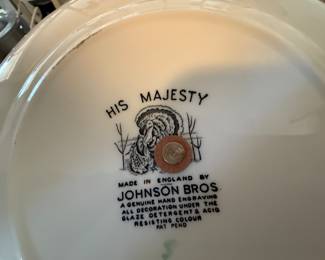 HIS MAJESTY
MADE IN ENGLAND BY
JOHNSON BROS
A GENUINE HAND ENGRAVING
ALL DECORATION UNDER THE
GLAZE DETERGENT & ACID
RESISTING COLOUR
PAT PEND